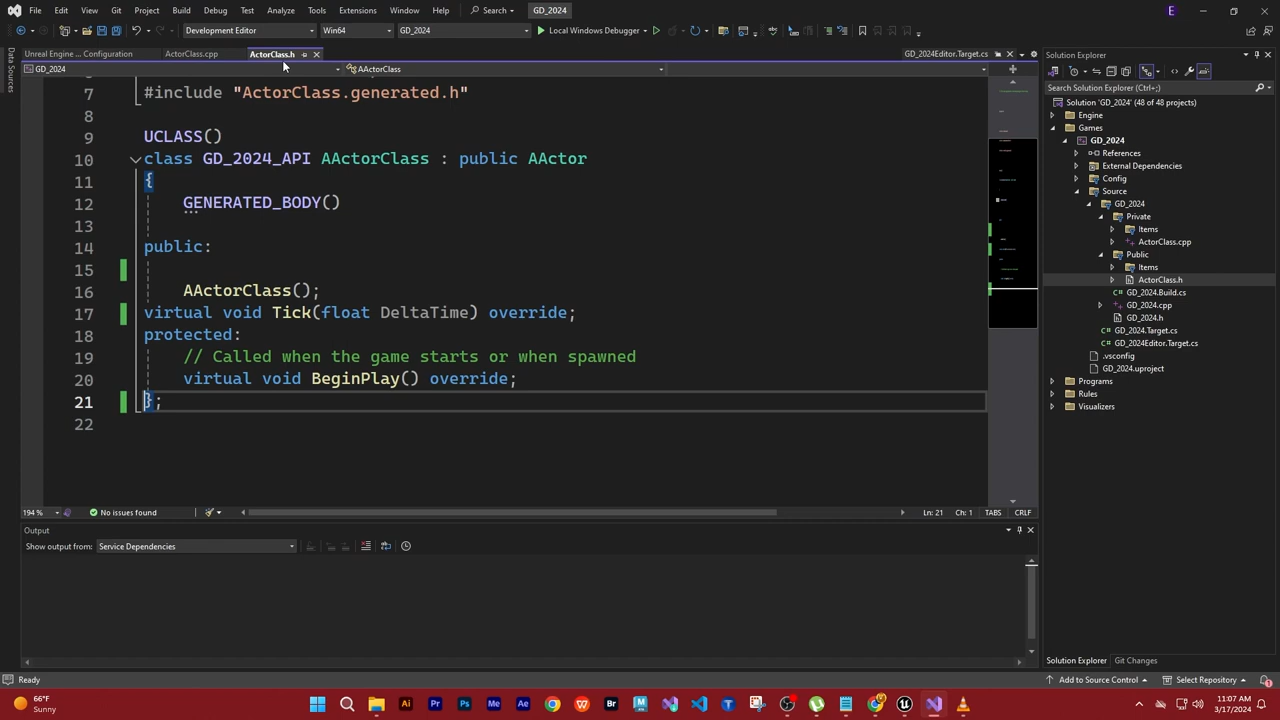 File Edit View Git Project Build Debug Test Analyze Tools Extensions Window Help Search GD_2024 E
Development Editor Win64 GD_2024 Local Windows Debugger
Data Sources
Unreal Engine ... Configuration ActorClass.cpp ActorClass.h GD_2024Editor.Target.cs
GD_2024 AActorClass
7 #include "ActorClass.generated.h"
8
9 UCLASS()
10 class GD_2024_API AActorClass : public AActor
11 {
12 GENERATED_BODY()
13
14 public:
15
16 AActorClass();
17 virtual void Tick(float DeltaTime) override;
18 protected:
19 // Called when the game starts or when spawned
20 virtual void BeginPlay() override;
21 };
22
194 % No issues found Ln: 21 Ch: 1 TABS CRLF
Output
Show output from: Service Dependencies
Solution Explorer
Search Solution Explorer (Ctrl+;)
Solution 'GD_2024' (48 of 48 projects)
Engine
Games
GD_2024
References
External Dependencies
Config
Source
GD_2024
Private
Items
ActorClass.cpp
Public
Items
ActorClass.h
GD_2024.Build.cs
GD_2024.cpp
GD_2024.h
GD_2024.Target.cs
GD_2024Editor.Target.cs
.vsconfig
GD_2024.uproject
Programs
Rules
Visualizers
Solution Explorer Git Changes
Ready Add to Source Control Select Repository
66°F
Sunny
Ai Pr Ps Me Ae Br
11:07 AM
3/17/2024